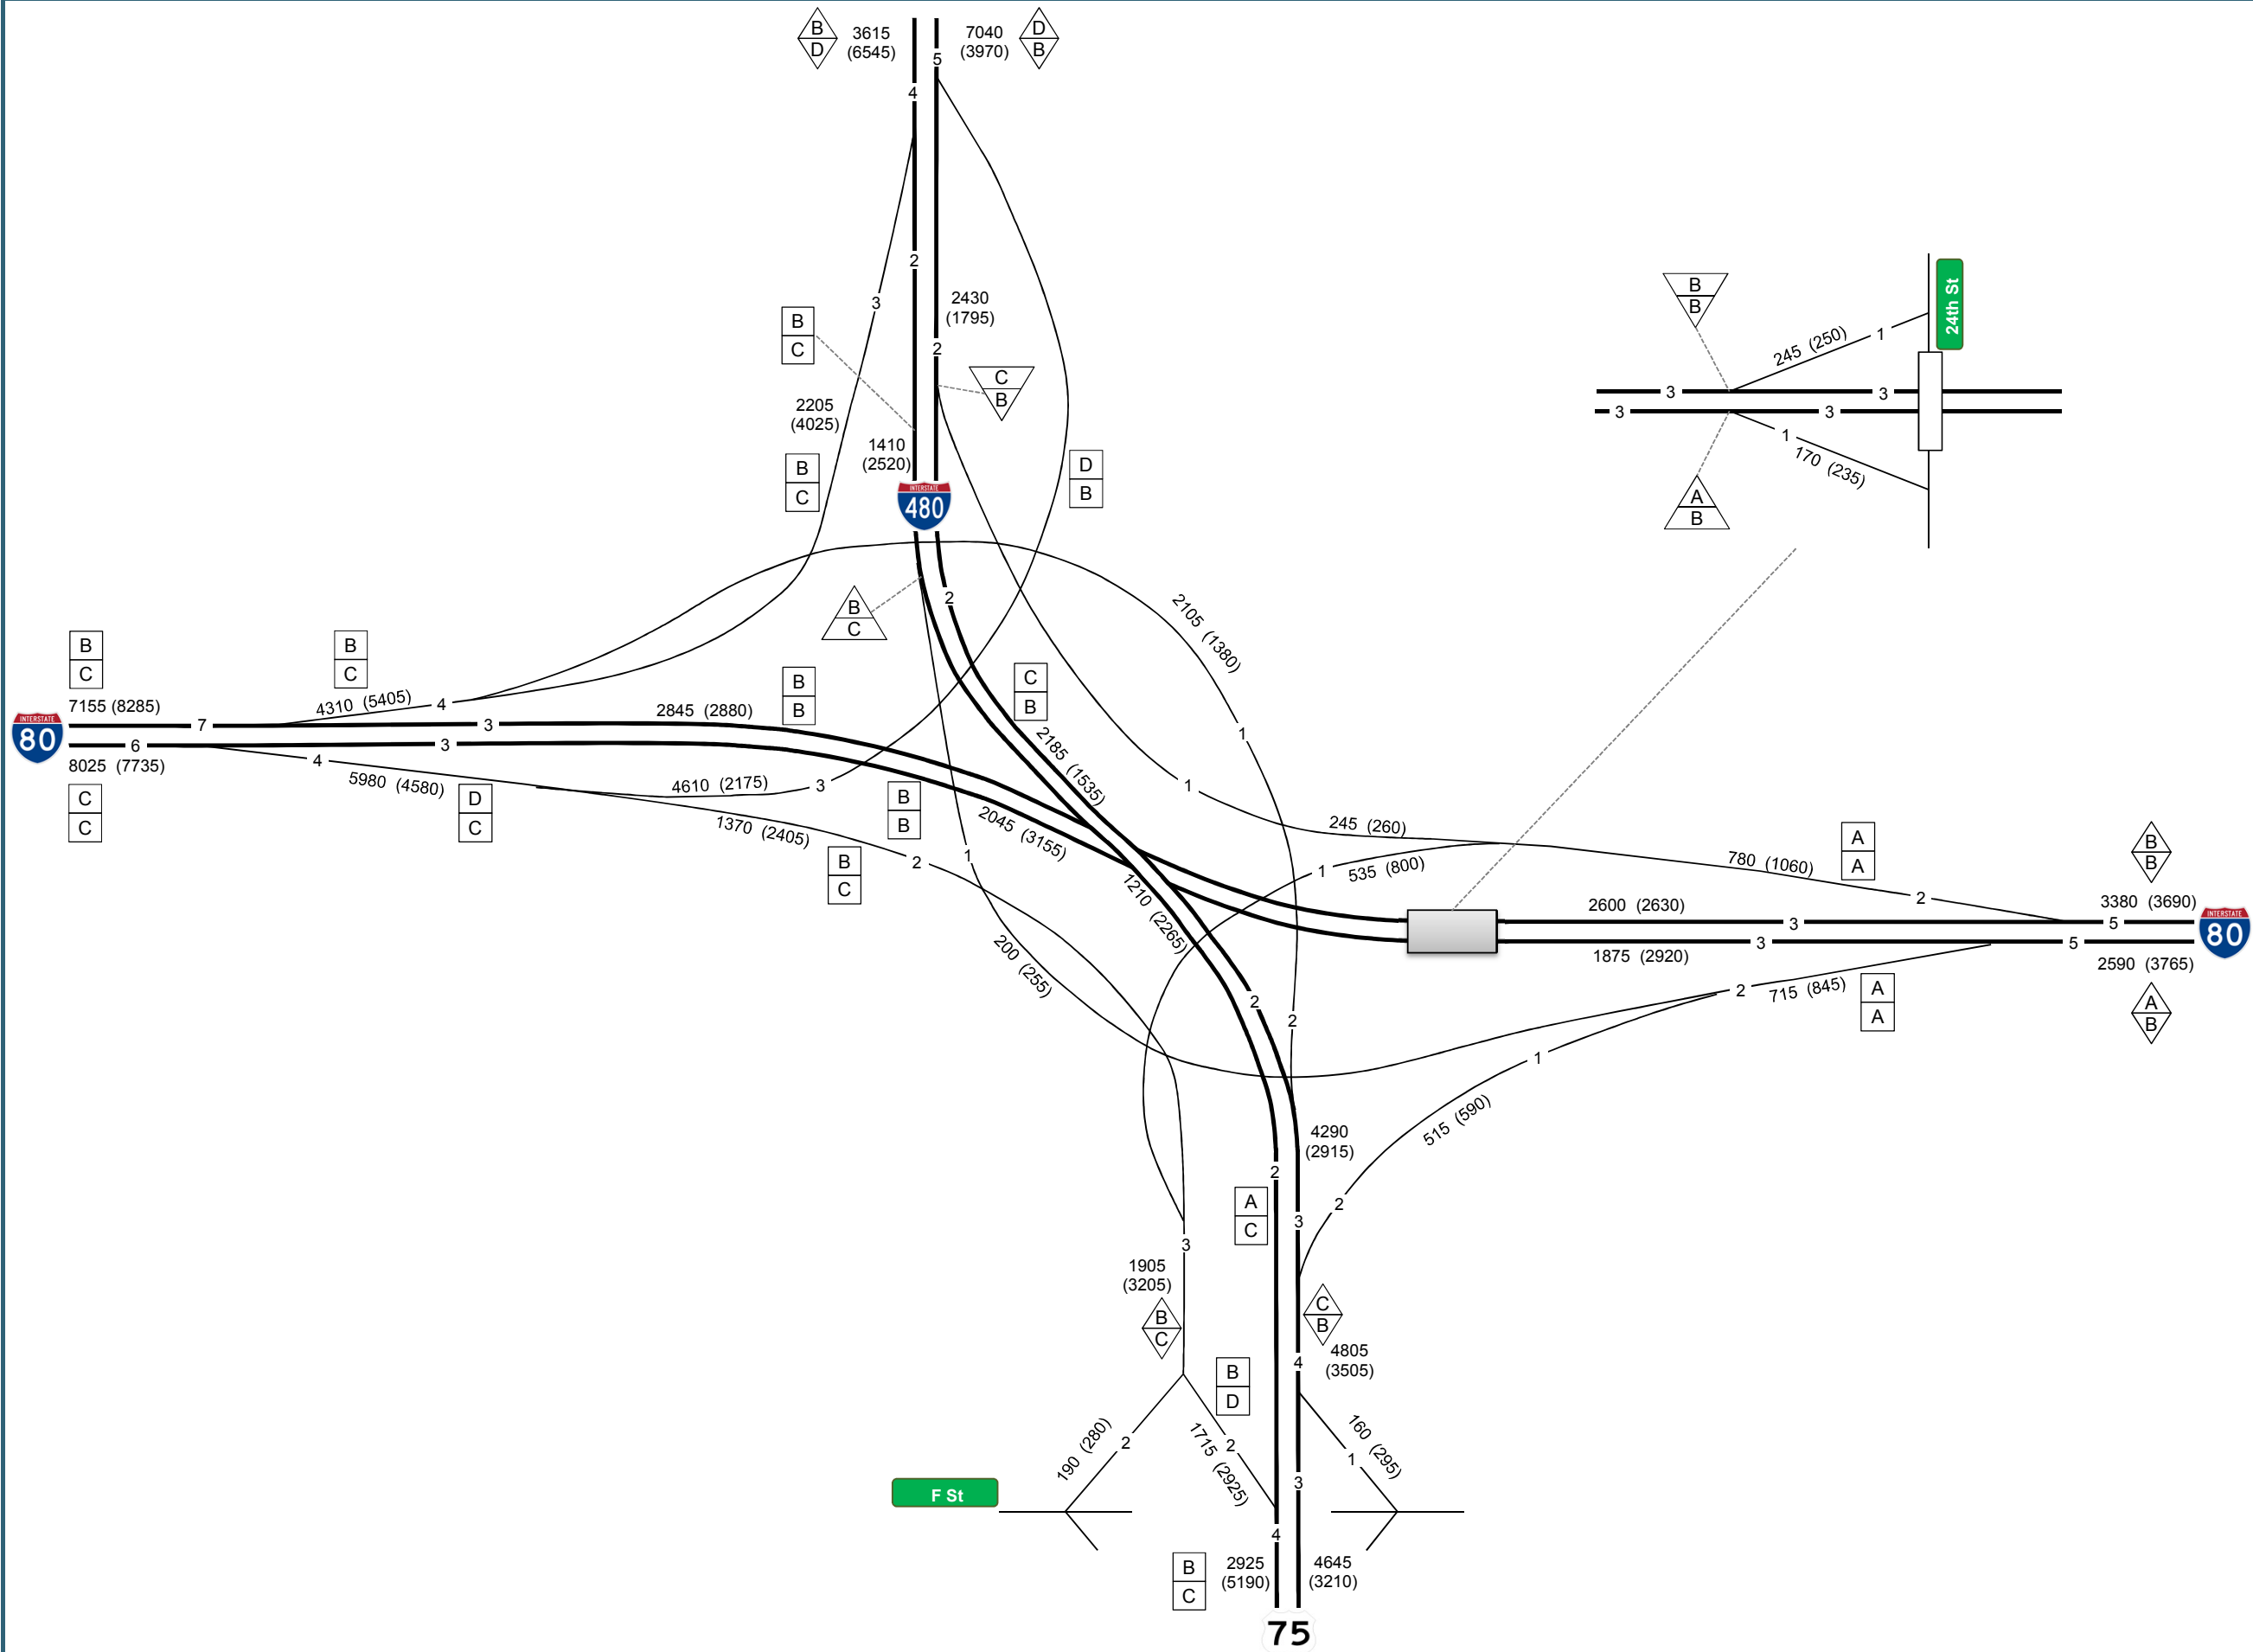 B
D
3615
(6545)
7040
(3970)
D
B
5
4
2
3
B
C
2430
(1795)
2
C
B
2205
(4025)
1410
(2520)
B
C
D
B
INTERSTATE
480
B
B
24th St
245 (250)
1
3
3
3
3
1
170 (235)
A
B
B
C
2
2105 (1380)
B
C
B
C
7155 (8285)
4310 (5405)
4
INTERSTATE
80
7
3
2845 (2880)
B
B
C
B
2185 (1535)
1
6
3
8025 (7735)
4
5980 (4580)
C
C
D
C
4610 (2175)
3
1370 (2405)
2
B
B
B
C
2045 (3155)
1
1
245 (260)
1
535 (800)
780 (1060)
2
A
A
B
B
1210 (2265)
200 (255)
2600 (2630)
3
3380 (3690)
5
INTERSTATE
80
1875 (2920)
3
5
2590 (3765)
2
715 (845)
A
A
A
B
2
2
1
515 (590)
4290
(2915)
2
2
A
C
3
3
1905
(3205)
B
C
C
B
4805
(3505)
4
B
D
190 (280)
2
1715 (2925)
2
160 (295)
1
3
F St
4
B
C
2925
(5190)
4645
(3210)
75